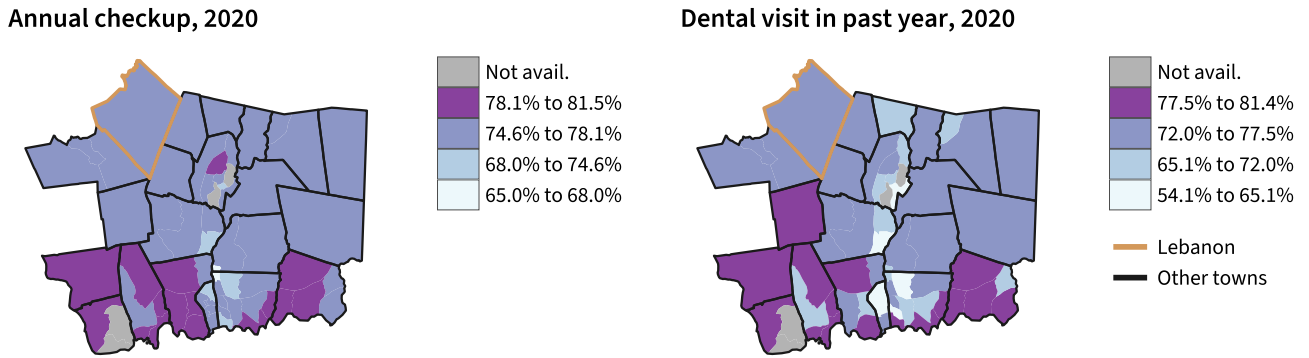 Annual checkup, 2020
Not avail.
78.1% to 81.5%
74.6% to 78.1%
68.0% to 74.6%
65.0% to 68.0%
Dental visit in past year, 2020
Not avail.
77.5% to 81.4%
72.0% to 77.5%
65.1% to 72.0%
54.1% to 65.1%
Lebanon
Other towns